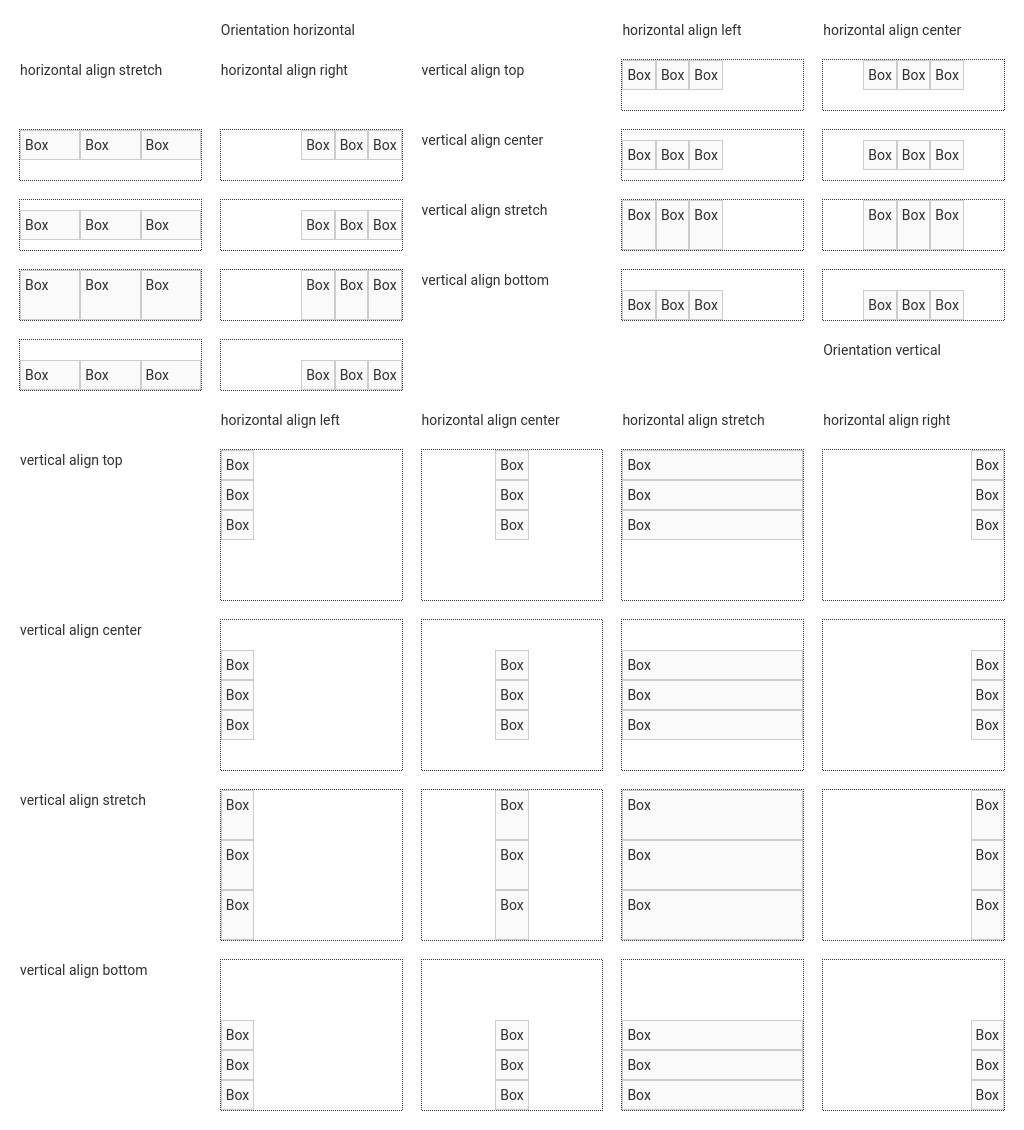 Orientation horizontal horizontal align left horizontal align center
horizontal align stretch horizontal align right vertical align top Box Box Box Box Box Box
Box Box Box Box Box Box vertical align center Box Box Box Box Box Box
Box Box Box Box Box Box vertical align stretch Box Box Box Box Box Box
Box Box Box Box Box Box vertical align bottom Box Box Box Box Box Box
Orientation vertical
Box Box Box Box Box Box
horizontal align left horizontal align center horizontal align stretch horizontal align right
vertical align top Box Box Box Box
Box Box Box Box
Box Box Box Box
vertical align center
Box Box Box Box
Box Box Box Box
Box Box Box Box
vertical align stretch Box Box Box Box
Box Box Box Box
Box Box Box Box
vertical align bottom
Box Box Box Box
Box Box Box Box
Box Box Box Box